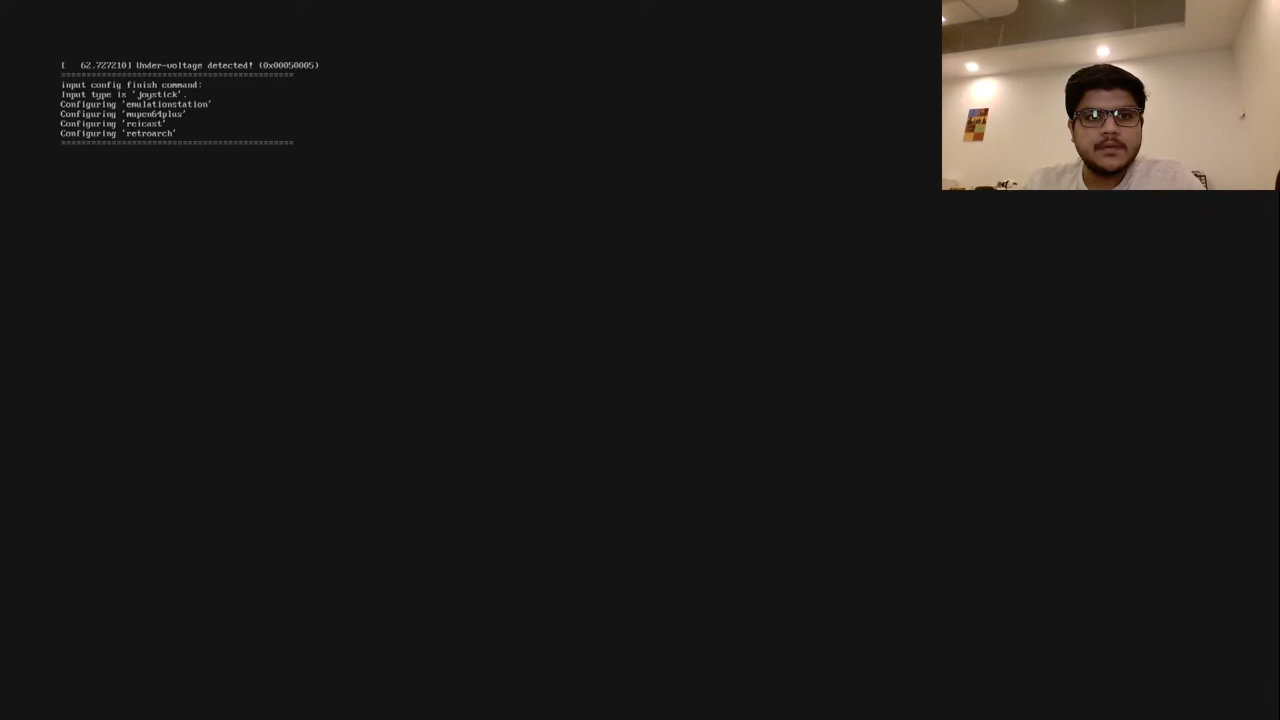 [   62.727210] Under-voltage detected! (0x00050005)
==============================================
input config finish command:
Input type is 'joystick'.
Configuring 'emulationstation'
Configuring 'mupen64plus'
Configuring 'reicast'
Configuring 'retroarch'
==============================================